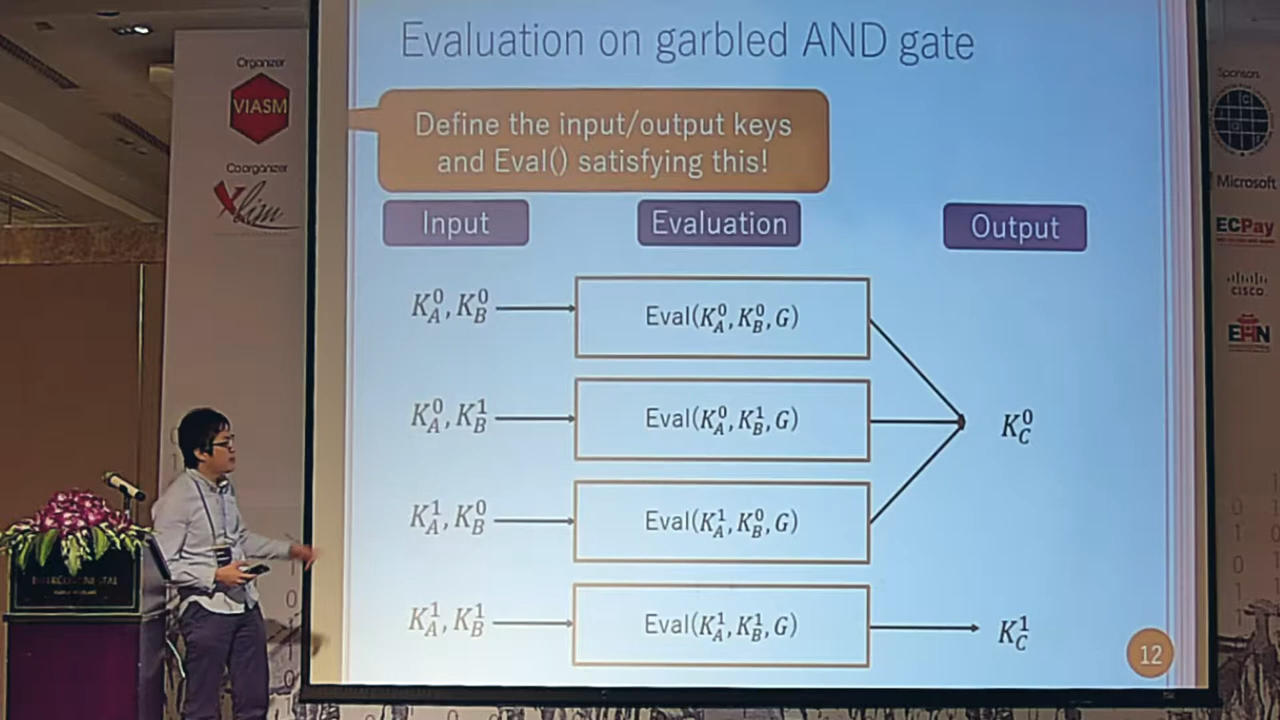 Evaluation on garbled AND gate
Define the input/output keys
and Eval() satisfying this!
Input
Evaluation
Output
K_A^0, K_B^0
Eval(K_A^0, K_B^0, G)
K_A^0, K_B^1
Eval(K_A^0, K_B^1, G)
K_C^0
K_A^1, K_B^0
Eval(K_A^1, K_B^0, G)
K_A^1, K_B^1
Eval(K_A^1, K_B^1, G)
K_C^1
12
Organizer
VIASM
Coorganizer
Xlim
Sponsors
Microsoft
ECPay
CISCO
EHN
INTERCONTINENTAL